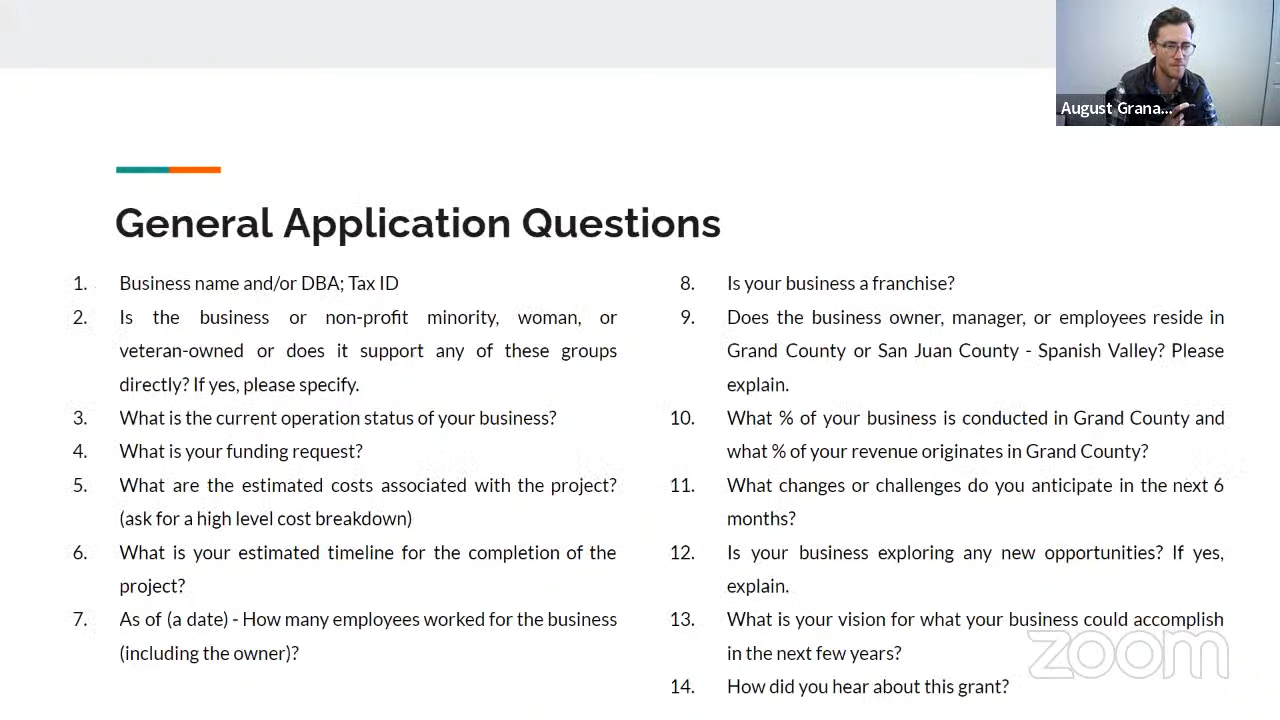 August Grana...
General Application Questions
1. Business name and/or DBA; Tax ID
2. Is the business or non-profit minority, woman, or
veteran-owned or does it support any of these groups
directly? If yes, please specify.
3. What is the current operation status of your business?
4. What is your funding request?
5. What are the estimated costs associated with the project?
(ask for a high level cost breakdown)
6. What is your estimated timeline for the completion of the
project?
7. As of (a date) - How many employees worked for the business
(including the owner)?
8. Is your business a franchise?
9. Does the business owner, manager, or employees reside in
Grand County or San Juan County - Spanish Valley? Please
explain.
10. What % of your business is conducted in Grand County and
what % of your revenue originates in Grand County?
11. What changes or challenges do you anticipate in the next 6
months?
12. Is your business exploring any new opportunities? If yes,
explain.
13. What is your vision for what your business could accomplish
in the next few years?
14. How did you hear about this grant?
zoom